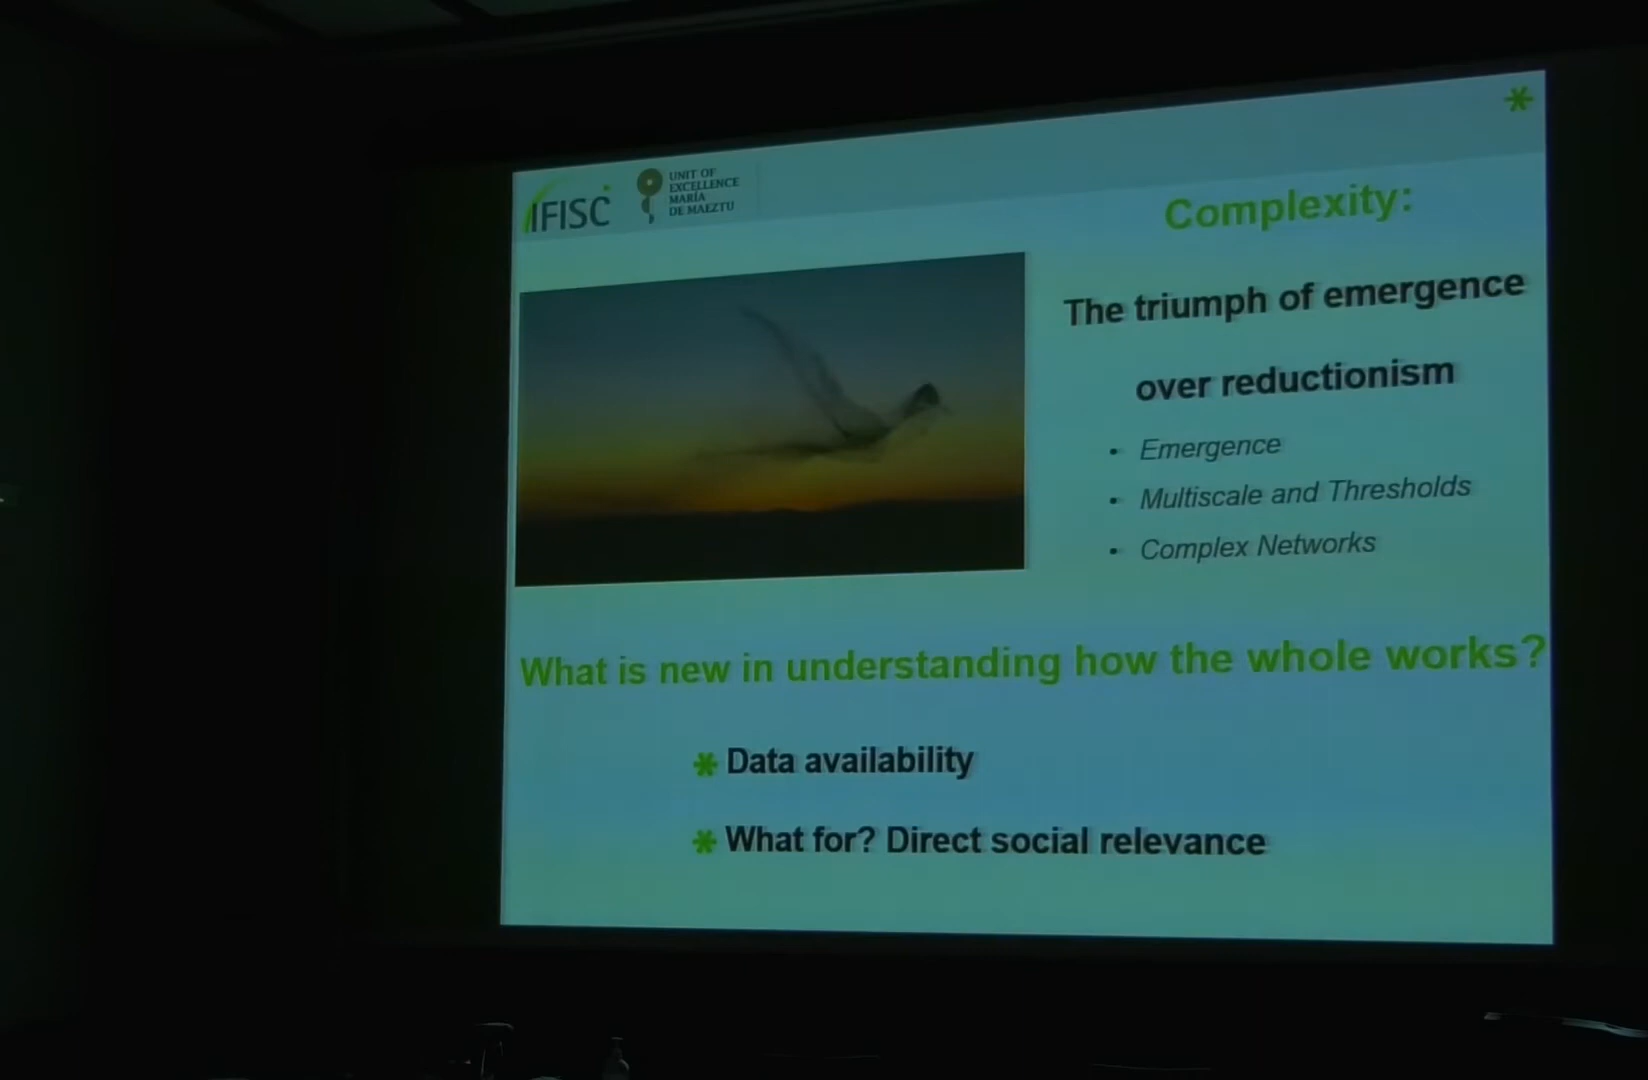 IFISC
UNIT OF
EXCELLENCE
MARÍA
DE MAEZTU
Complexity:
The triumph of emergence
over reductionism
• Emergence
• Multiscale and Thresholds
• Complex Networks
What is new in understanding how the whole works?
* Data availability
* What for? Direct social relevance